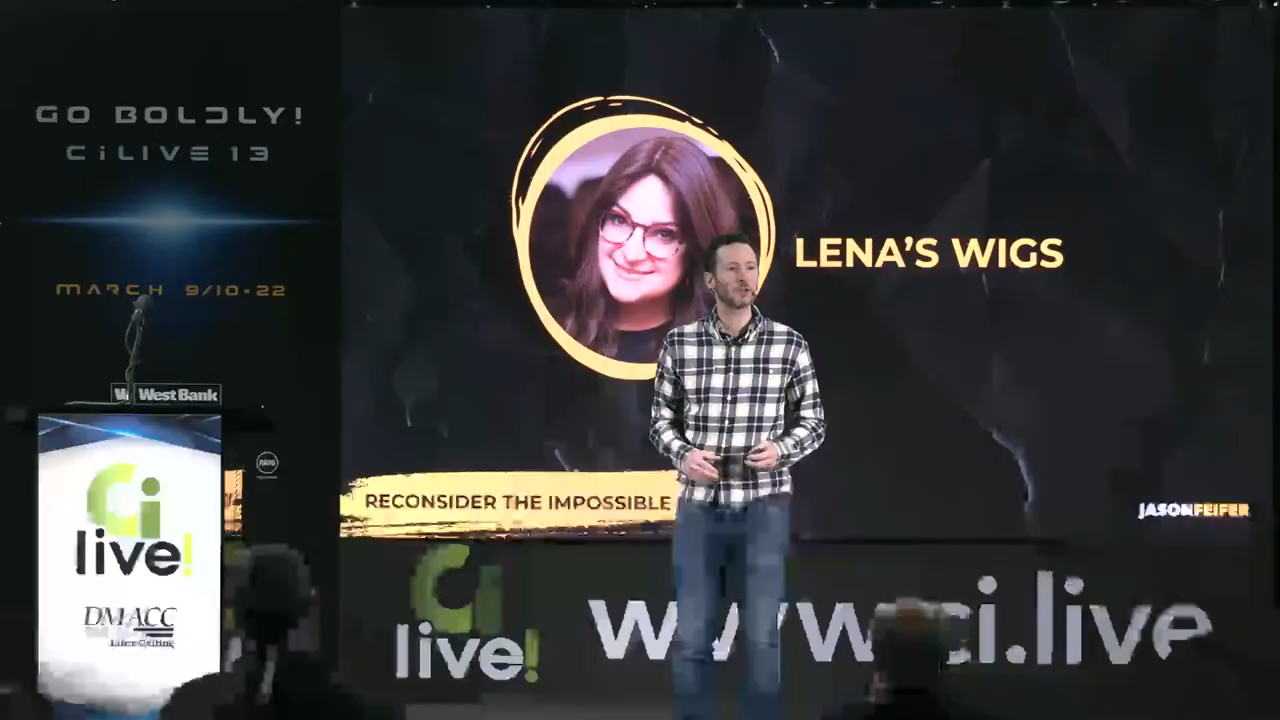 GO BOLDLY!
CiLIVE 13
MARCH 9/10•22
West Bank
Ci
live!
DMACC
LENA'S WIGS
RECONSIDER THE IMPOSSIBLE
JASONFEIFER
Ci
live!
www.ci.live